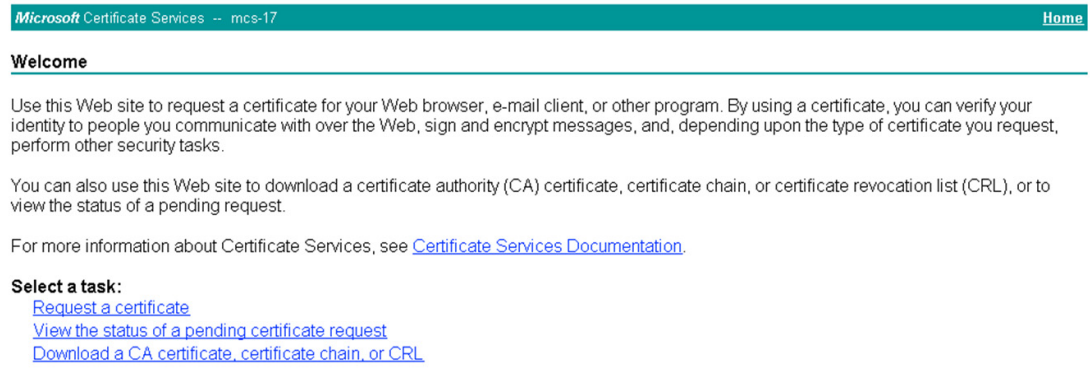 Microsoft Certificate Services -- mcs-17 Home
Welcome
Use this Web site to request a certificate for your Web browser, e-mail client, or other program. By using a certificate, you can verify your
identity to people you communicate with over the Web, sign and encrypt messages, and, depending upon the type of certificate you request,
perform other security tasks.
You can also use this Web site to download a certificate authority (CA) certificate, certificate chain, or certificate revocation list (CRL), or to
view the status of a pending request.
For more information about Certificate Services, see Certificate Services Documentation.
Select a task:
Request a certificate
View the status of a pending certificate request
Download a CA certificate, certificate chain, or CRL